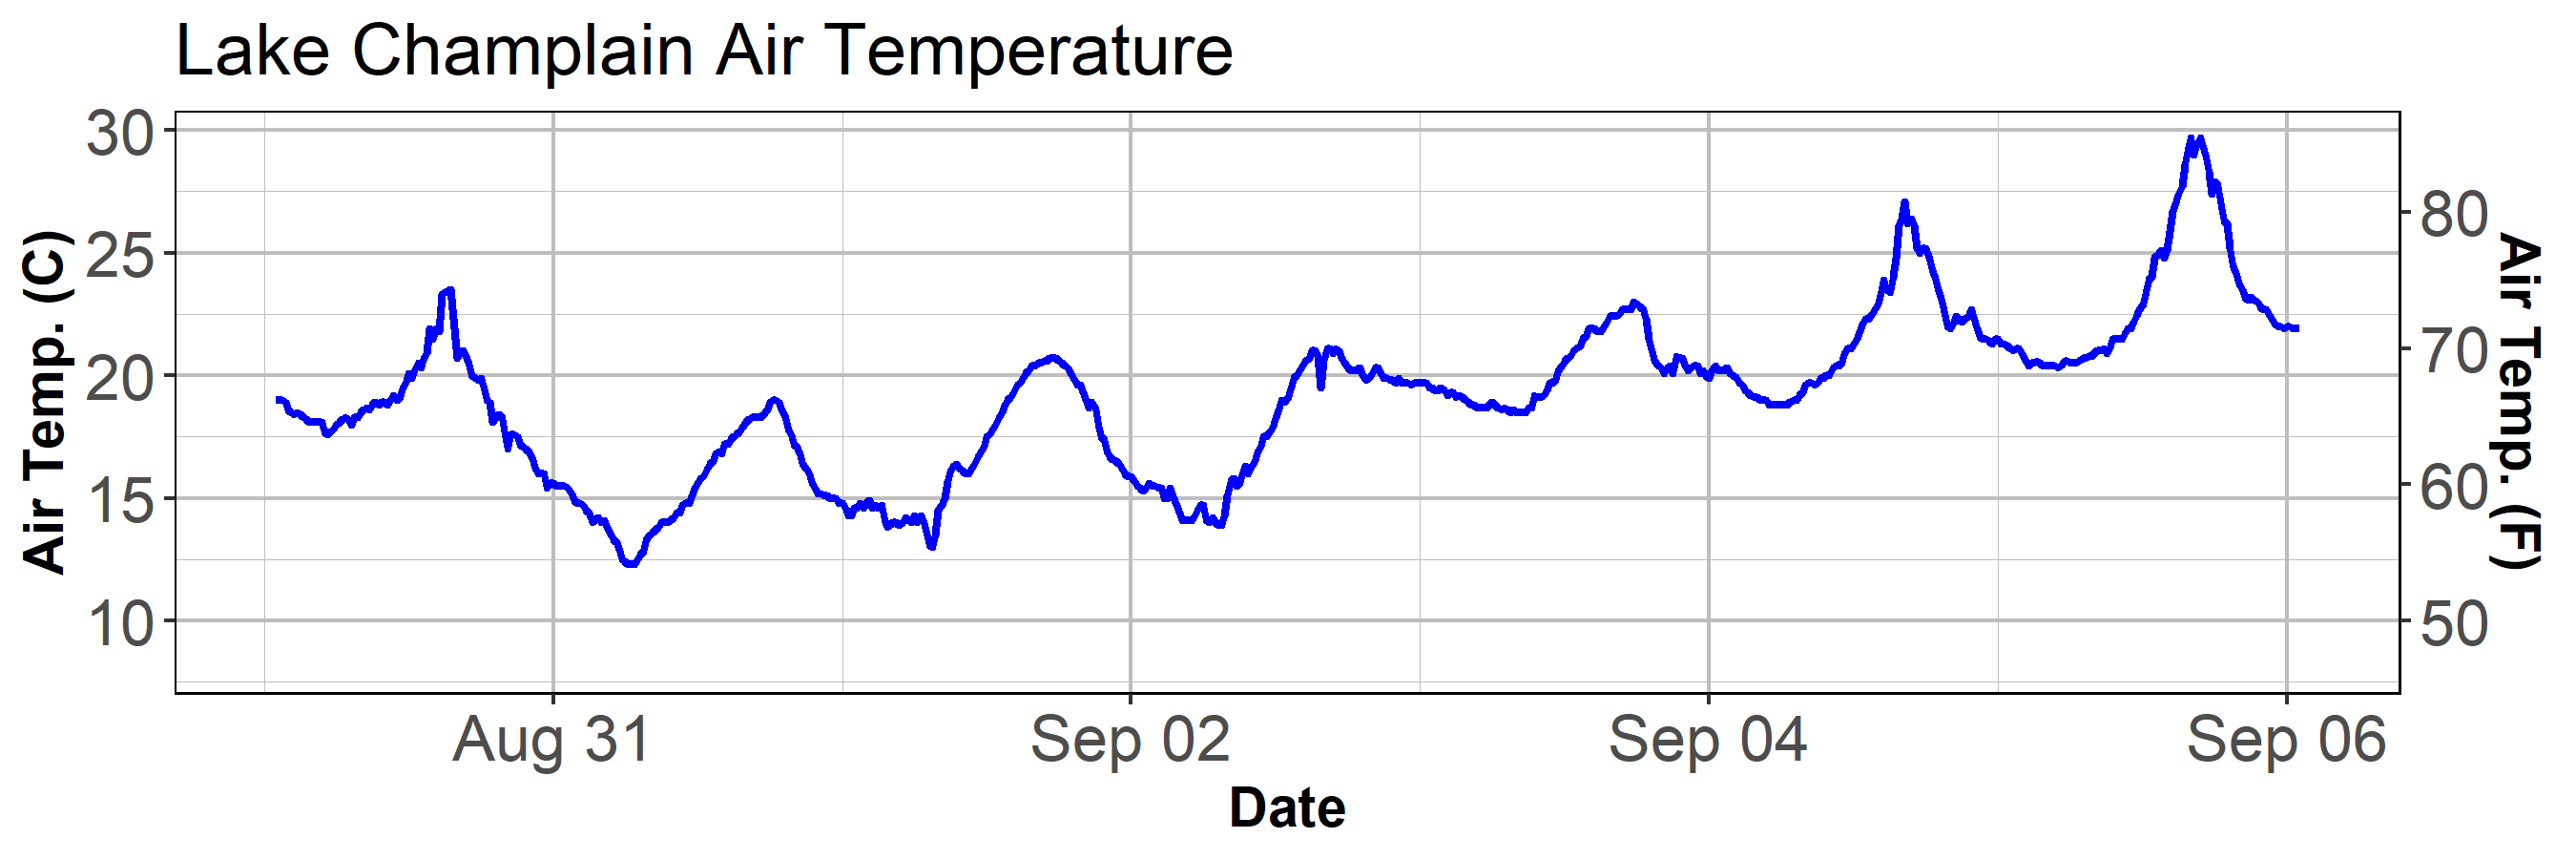 Lake Champlain Air Temperature
30
25
20
15
10
Air Temp. (C)
80
70
60
50
Air Temp. (F)
Aug 31 Sep 02 Sep 04 Sep 06
Date